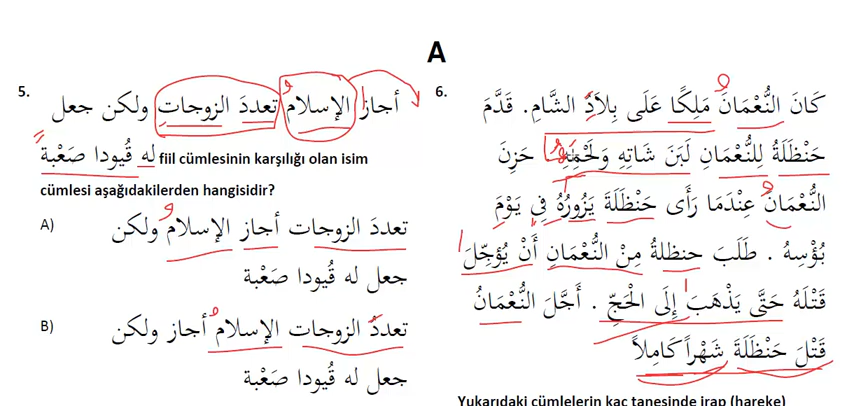 A
5.
أجاز الإسلامُ تعددَ الزوجات ولكن جعل
له قُيودا صَعْبة fiil cümlesinin karşılığı olan isim
cümlesi aşağıdakilerden hangisidir?
A) تعددَ الزوجات أجاز الإسلامُ ولكن
جعل له قُيودا صَعْبة
B) تعددُ الزوجات الإسلامُ أجاز ولكن
جعل له قُيودا صَعْبة
6.
كَانَ النُّعْمَانَ مَلِكًا عَلَى بِلاَدِ الشَّامِ. قَدَّمَ
حَنْظَلَةُ لِلنُّعْمَانِ لَبَنَ شَاتِهِ وَلَحْمِهَا حَزِنَ
النُّعْمَانَ عِنْدَمَا رَأَى حَنْظَلَةَ يَزُورُهُ فِي يَوْمَ
بُؤْسِهُ . طَلَبَ حنظلةُ مِنْ النُّعْمَانِ أَنْ يُؤَجِّلَ
قَتْلَهُ حَتَّى يَذْهَبَ إِلَى الْحَجِّ . أَجَّلَ النُّعْمَانُ
قَتْلَ حَنْظَلَةَ شَهْراً كَامِلاً
Yukarıdaki cümlelerin kaç tanesinde irap (hareke)